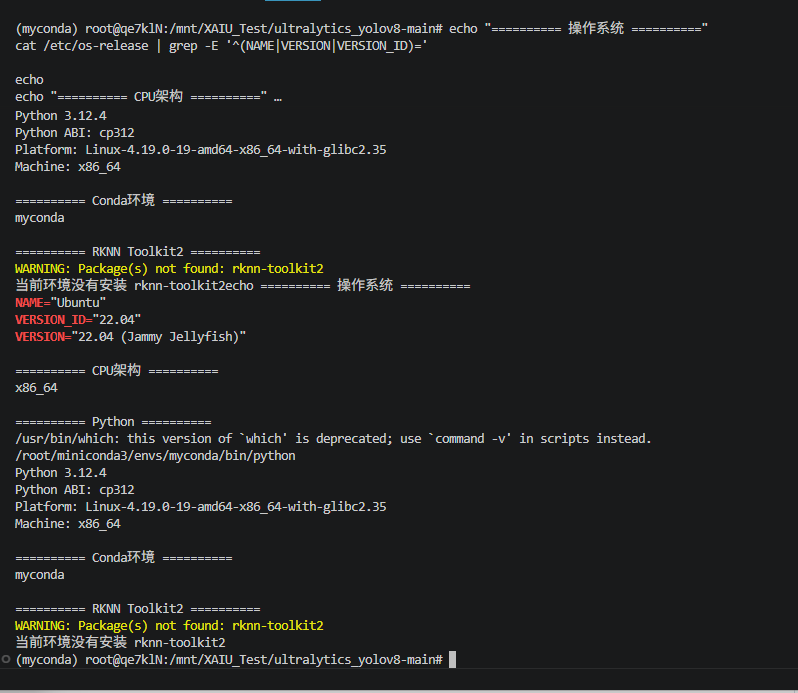 (myconda) root@qe7klN:/mnt/XAIU_Test/ultralytics_yolov8-main# echo "========== 操作系统 =========="
cat /etc/os-release | grep -E '^(NAME|VERSION|VERSION_ID)='
echo
echo "========== CPU架构 ==========" …
Python 3.12.4
Python ABI: cp312
Platform: Linux-4.19.0-19-amd64-x86_64-with-glibc2.35
Machine: x86_64
========== Conda环境 ==========
myconda
========== RKNN Toolkit2 ==========
WARNING: Package(s) not found: rknn-toolkit2
当前环境没有安装 rknn-toolkit2echo ========== 操作系统 ==========
NAME="Ubuntu"
VERSION_ID="22.04"
VERSION="22.04 (Jammy Jellyfish)"
========== CPU架构 ==========
x86_64
========== Python ==========
/usr/bin/which: this version of `which' is deprecated; use `command -v' in scripts instead.
/root/miniconda3/envs/myconda/bin/python
Python 3.12.4
Python ABI: cp312
Platform: Linux-4.19.0-19-amd64-x86_64-with-glibc2.35
Machine: x86_64
========== Conda环境 ==========
myconda
========== RKNN Toolkit2 ==========
WARNING: Package(s) not found: rknn-toolkit2
当前环境没有安装 rknn-toolkit2
(myconda) root@qe7klN:/mnt/XAIU_Test/ultralytics_yolov8-main#